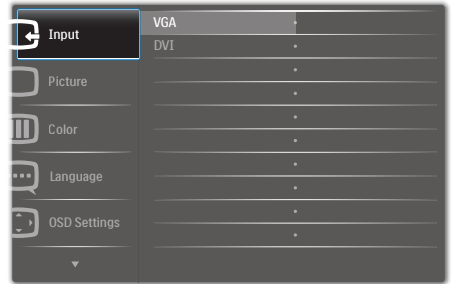 Input
VGA
DVI
Picture
Color
Language
OSD Settings